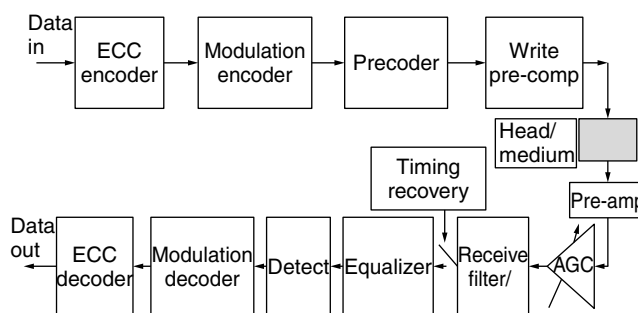 Data
in
ECC
encoder
Modulation
encoder
Precoder
Write
pre-comp
Head/
medium
Timing
recovery
Pre-amp
Data
out
ECC
decoder
Modulation
decoder
Detect
Equalizer
Receive
filter/
AGC